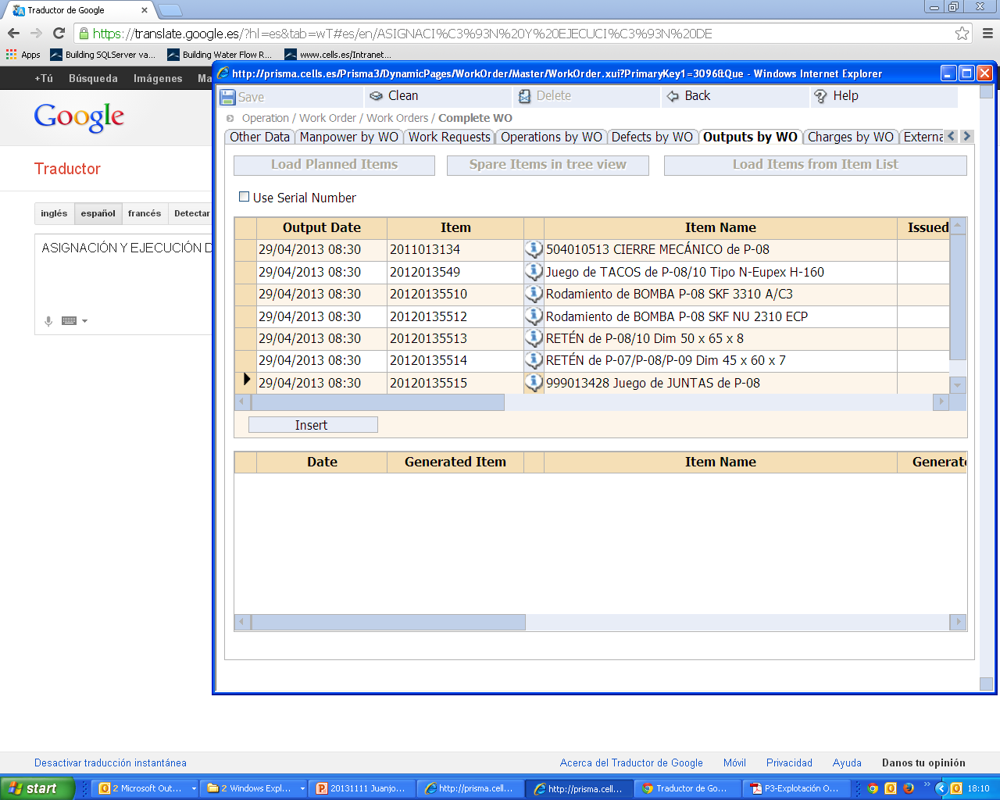 Traductor de Google
https://translate.google.es/?hl=es&tab=wT#es/en/ASIGNACI%C3%93N%20Y%20EJECUCI%C3%93N%20DE
Apps Building SQLServer va... Building Water Flow R... www.cells.es/Intranet...
+Tú Búsqueda Imágenes Ma
Google
Traductor
inglés español francés Detectar
ASIGNACIÓN Y EJECUCIÓN D
http://prisma.cells.es/Prisma3/DynamicPages/WorkOrder/Master/WorkOrder.xui?PrimaryKey1=3096&Que - Windows Internet Explorer
Save Clean Delete Back Help
Operation / Work Order / Work Orders / Complete WO
Other Data Manpower by WO Work Requests Operations by WO Defects by WO Outputs by WO Charges by WO Externa
Load Planned Items Spare Items in tree view Load Items from Item List
Use Serial Number
Output Date Item Item Name Issued
29/04/2013 08:30 2011013134 504010513 CIERRE MECÁNICO de P-08
29/04/2013 08:30 2012013549 Juego de TACOS de P-08/10 Tipo N-Eupex H-160
29/04/2013 08:30 20120135510 Rodamiento de BOMBA P-08 SKF 3310 A/C3
29/04/2013 08:30 20120135512 Rodamiento de BOMBA P-08 SKF NU 2310 ECP
29/04/2013 08:30 20120135513 RETÉN de P-08/10 Dim 50 x 65 x 8
29/04/2013 08:30 20120135514 RETÉN de P-07/P-08/P-09 Dim 45 x 60 x 7
29/04/2013 08:30 20120135515 999013428 Juego de JUNTAS de P-08
Insert
Date Generated Item Item Name Generate
Desactivar traducción instantánea Acerca del Traductor de Google Móvil Privacidad Ayuda Danos tu opinión
start 2 Microsoft Out... 2 Windows Expl... 20131111 Juanjo... http://prisma.cell... http://prisma.cell... Traductor de Go... P3-Explotación O... 18:10